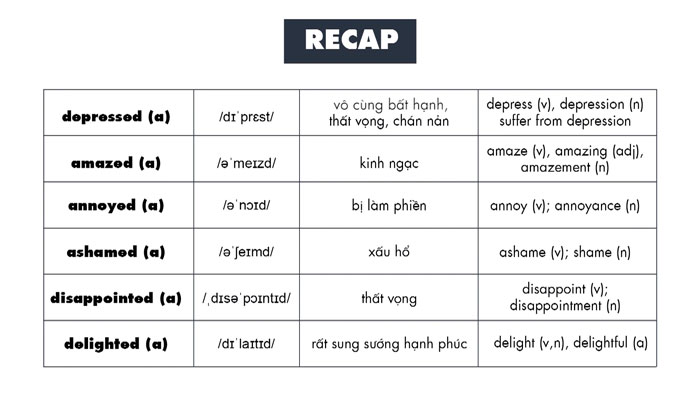 RECAP
depressed (a) /dɪˈprɛst/ vô cùng bất hạnh, thất vọng, chán nản depress (v), depression (n) suffer from depression
amazed (a) /əˈmeɪzd/ kinh ngạc amaze (v), amazing (adj), amazement (n)
annoyed (a) /əˈnɔɪd/ bị làm phiền annoy (v); annoyance (n)
ashamed (a) /əˈʃeɪmd/ xấu hổ ashame (v); shame (n)
disappointed (a) /ˌdɪsəˈpɔɪntɪd/ thất vọng disappoint (v); disappointment (n)
delighted (a) /dɪˈlaɪtɪd/ rất sung sướng hạnh phúc delight (v,n), delightful (a)